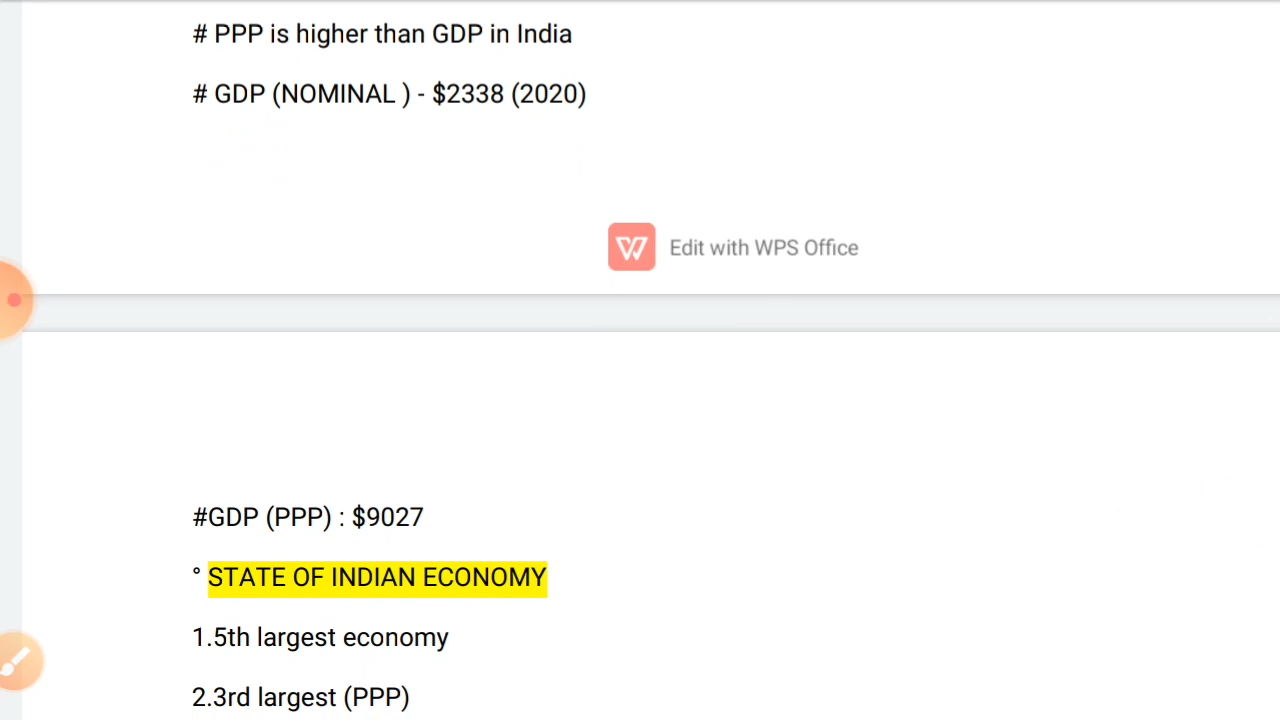 # PPP is higher than GDP in India
# GDP (NOMINAL ) - $2338 (2020)
Edit with WPS Office
#GDP (PPP) : $9027
° STATE OF INDIAN ECONOMY
1.5th largest economy
2.3rd largest (PPP)